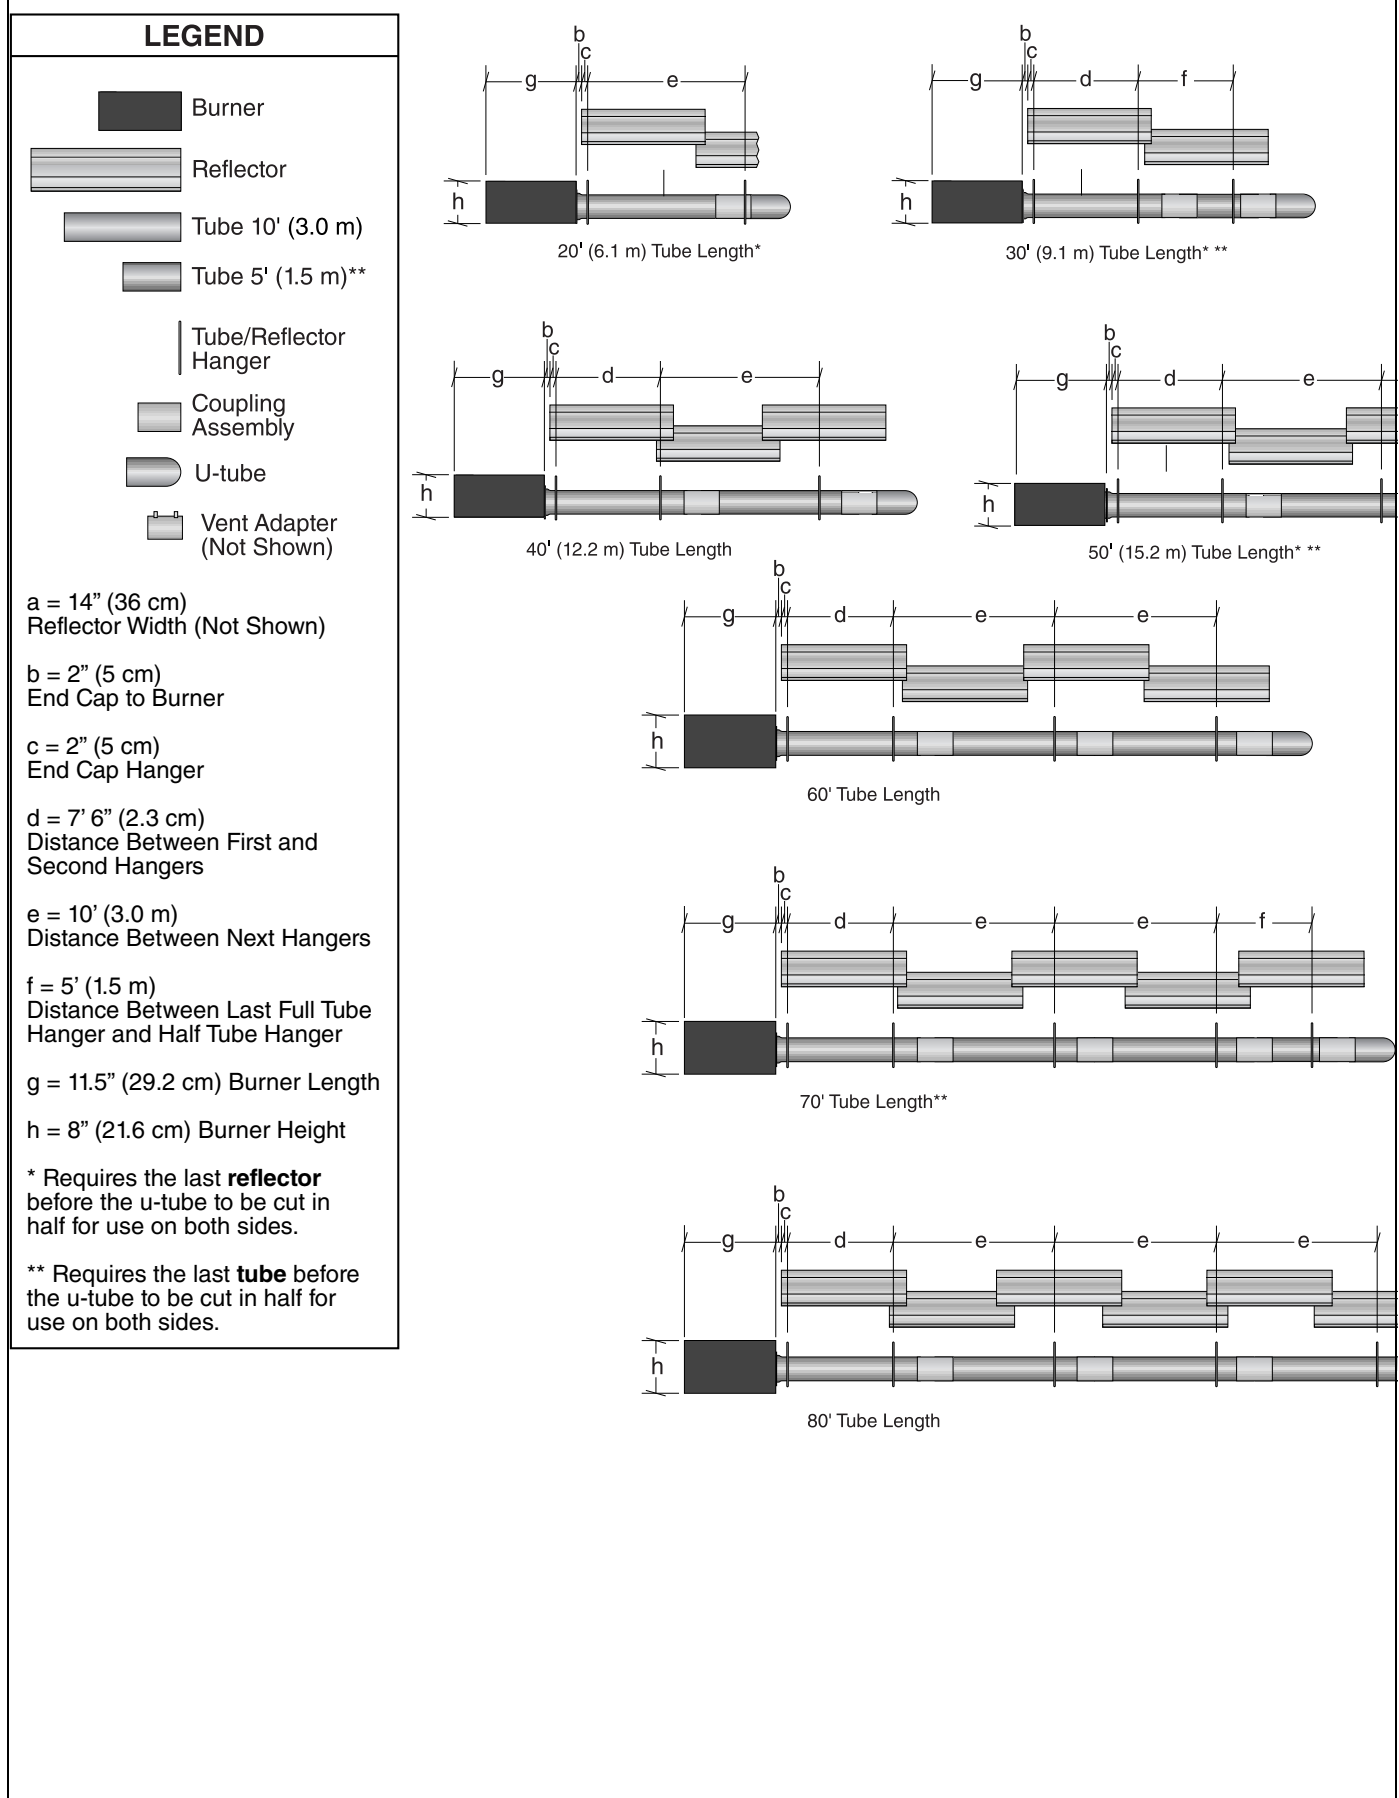 LEGEND
Burner
Reflector
Tube 10' (3.0 m)
Tube 5' (1.5 m)**
Tube/Reflector
Hanger
Coupling
Assembly
U-tube
Vent Adapter
(Not Shown)
a = 14” (36 cm)
Reflector Width (Not Shown)
b = 2” (5 cm)
End Cap to Burner
c = 2” (5 cm)
End Cap Hanger
d = 7’ 6” (2.3 cm)
Distance Between First and
Second Hangers
e = 10’ (3.0 m)
Distance Between Next Hangers
f = 5’ (1.5 m)
Distance Between Last Full Tube
Hanger and Half Tube Hanger
g = 11.5” (29.2 cm) Burner Length
h = 8” (21.6 cm) Burner Height
* Requires the last reflector
before the u-tube to be cut in
half for use on both sides.
** Requires the last tube before
the u-tube to be cut in half for
use on both sides.
b
c
g e
h
20' (6.1 m) Tube Length*
b
c
g d f
h
30' (9.1 m) Tube Length* **
b
c
g d e
h
40' (12.2 m) Tube Length
b
c
g d e
h
50' (15.2 m) Tube Length* **
b
c
g d e e
h
60' Tube Length
b
c
g d e e f
h
70' Tube Length**
b
c
g d e e e
h
80' Tube Length